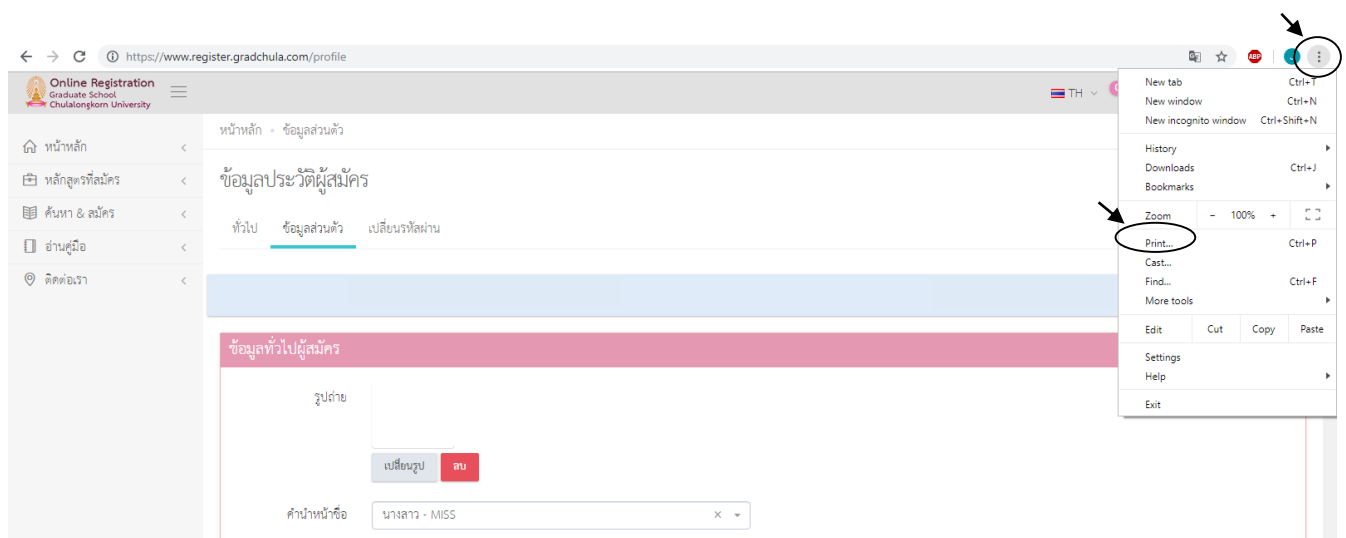 https://www.register.gradchula.com/profile
ABP
Online Registration
Graduate School
Chulalongkorn University
TH
หน้าหลัก
หลักสูตรที่สมัคร
ค้นหา & สมัคร
อ่านคู่มือ
ติดต่อเรา
หน้าหลัก ข้อมูลส่วนตัว
ข้อมูลประวัติผู้สมัคร
ทั่วไป ข้อมูลส่วนตัว เปลี่ยนรหัสผ่าน
ข้อมูลทั่วไปผู้สมัคร
รูปถ่าย
เปลี่ยนรูป ลบ
คำนำหน้าชื่อ นางสาว - MISS
New tab Ctrl+T
New window Ctrl+N
New incognito window Ctrl+Shift+N
History
Downloads Ctrl+J
Bookmarks
Zoom - 100% +
Print... Ctrl+P
Cast...
Find... Ctrl+F
More tools
Edit Cut Copy Paste
Settings
Help
Exit